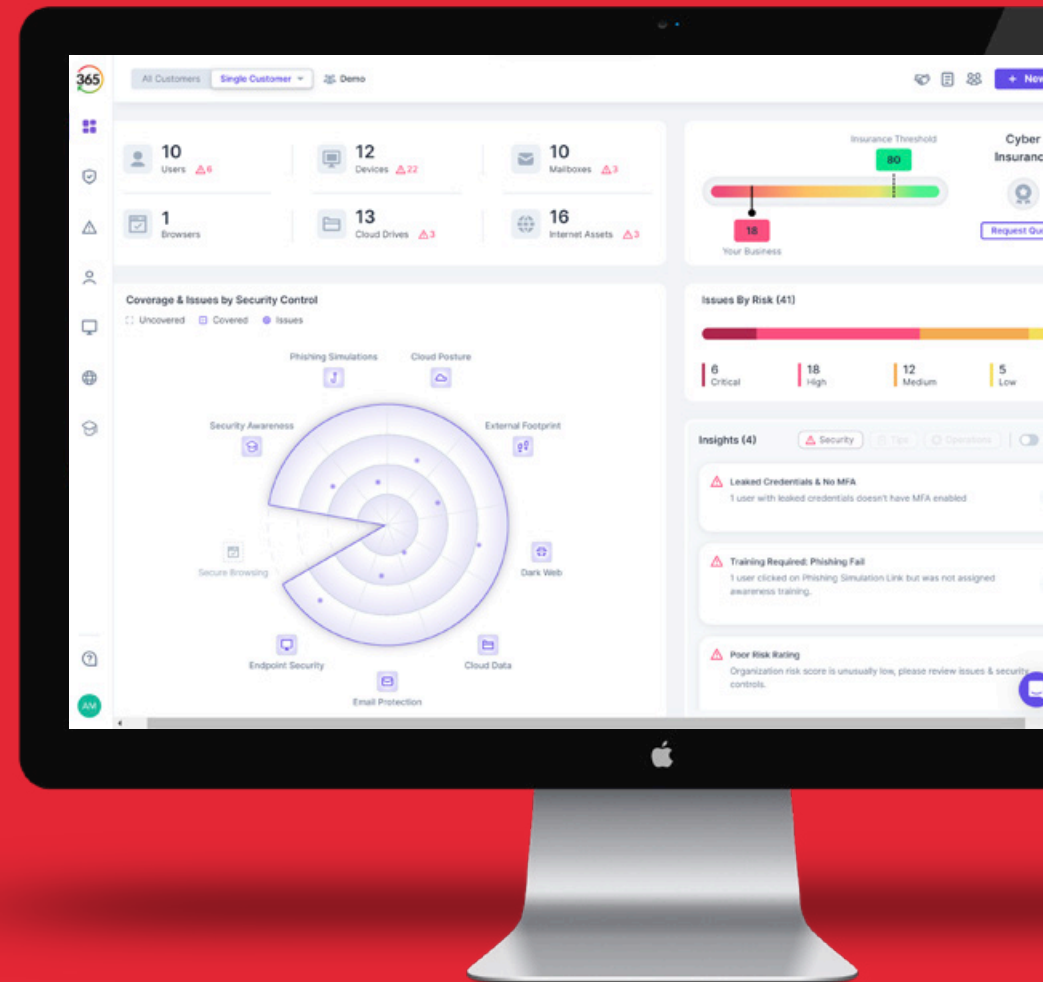 365
All Customers
Single Customer
Demo
+ New
10
Users
6
12
Devices
22
10
Mailboxes
3
1
Browsers
13
Cloud Drives
3
16
Internet Assets
3
Insurance Threshold
80
18
Your Business
Cyber
Insuranc
Request Quo
Coverage & Issues by Security Control
Uncovered
Covered
Issues
Phishing Simulations
Cloud Posture
Security Awareness
External Footprint
Secure Browsing
Dark Web
Endpoint Security
Cloud Data
Email Protection
Issues By Risk (41)
6
Critical
18
High
12
Medium
5
Low
Insights (4)
Security
Tips
Operations
Leaked Credentials & No MFA
1 user with leaked credentials doesn't have MFA enabled
Training Required: Phishing Fail
1 user clicked on Phishing Simulation Link but was not assigned
awareness training.
Poor Risk Rating
Organization risk score is unusually low, please review issues & security
controls.
AM